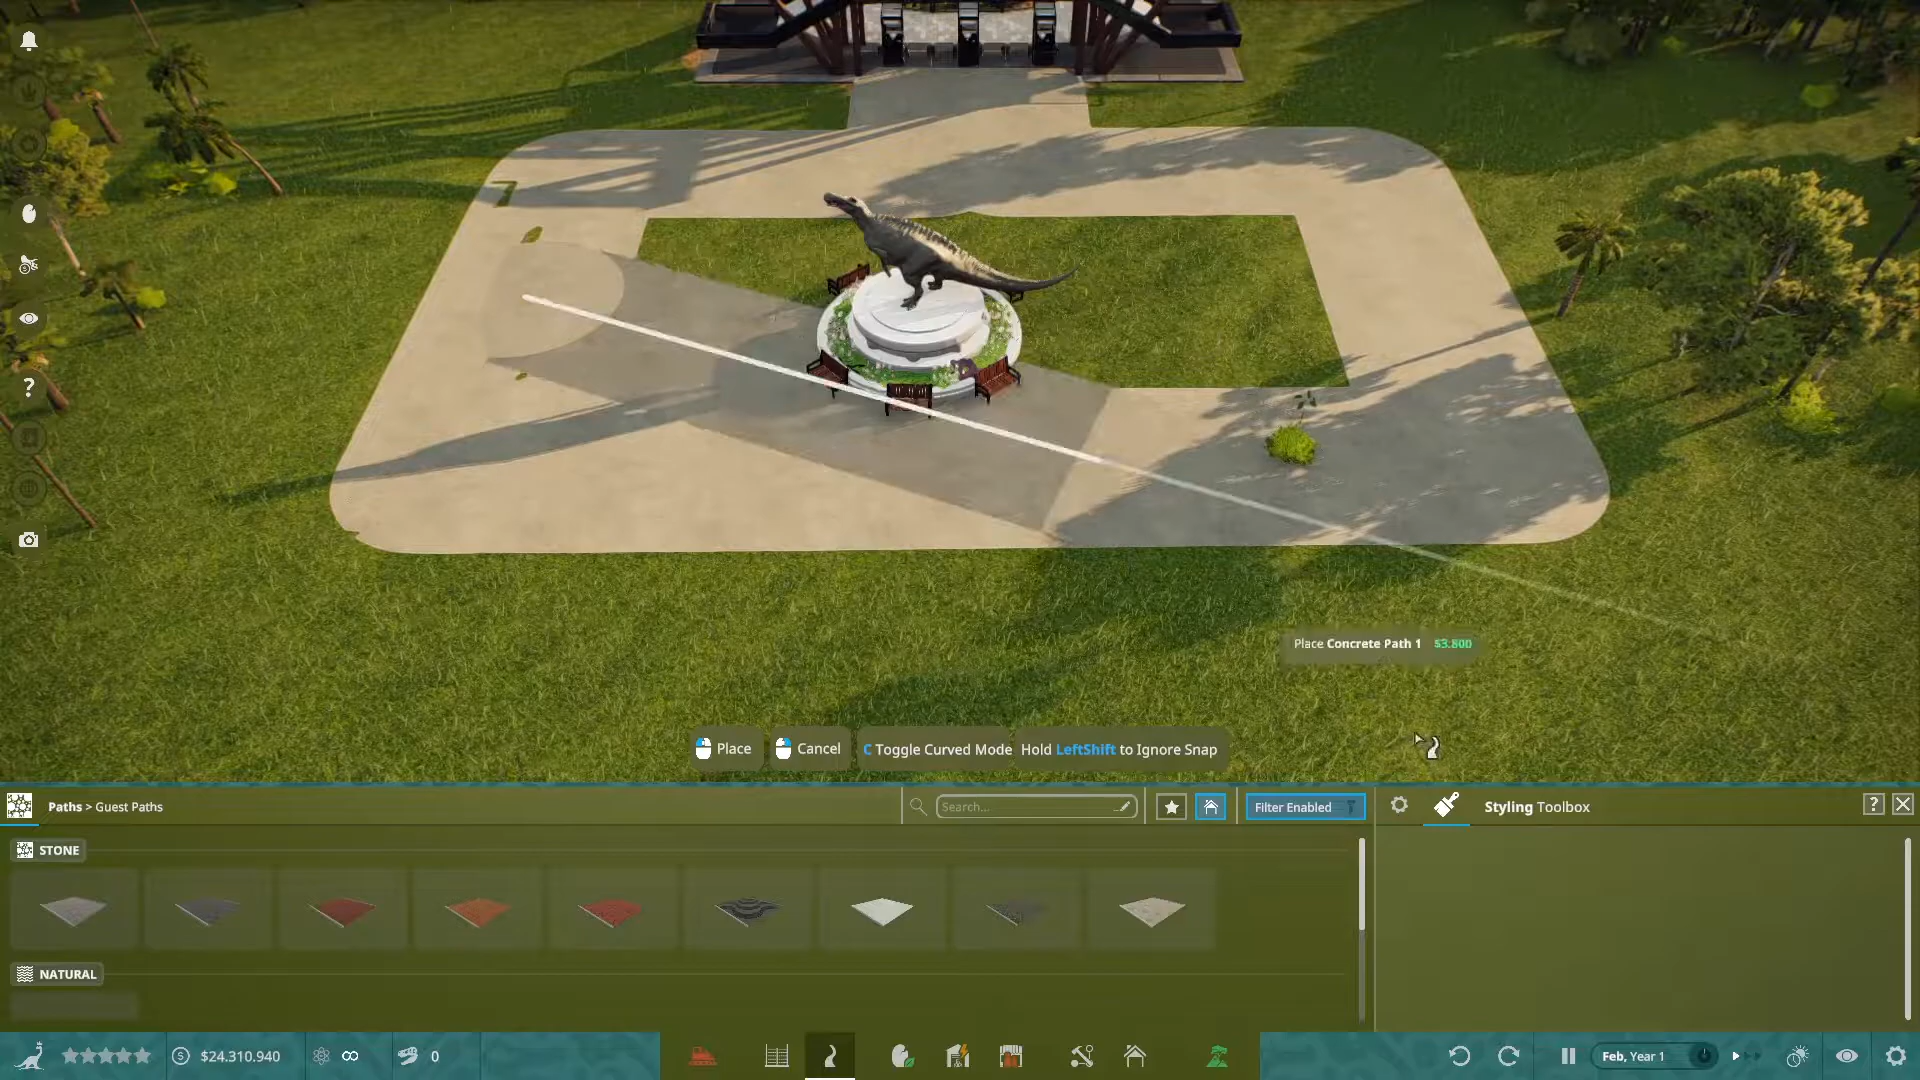 Place Concrete Path 1 $3.800
Place
Cancel
C Toggle Curved Mode
Hold LeftShift to Ignore Snap
Paths > Guest Paths
Search...
Filter Enabled
Styling Toolbox
?
?
STONE
NATURAL
$24.310.940
∞
0
Feb, Year 1